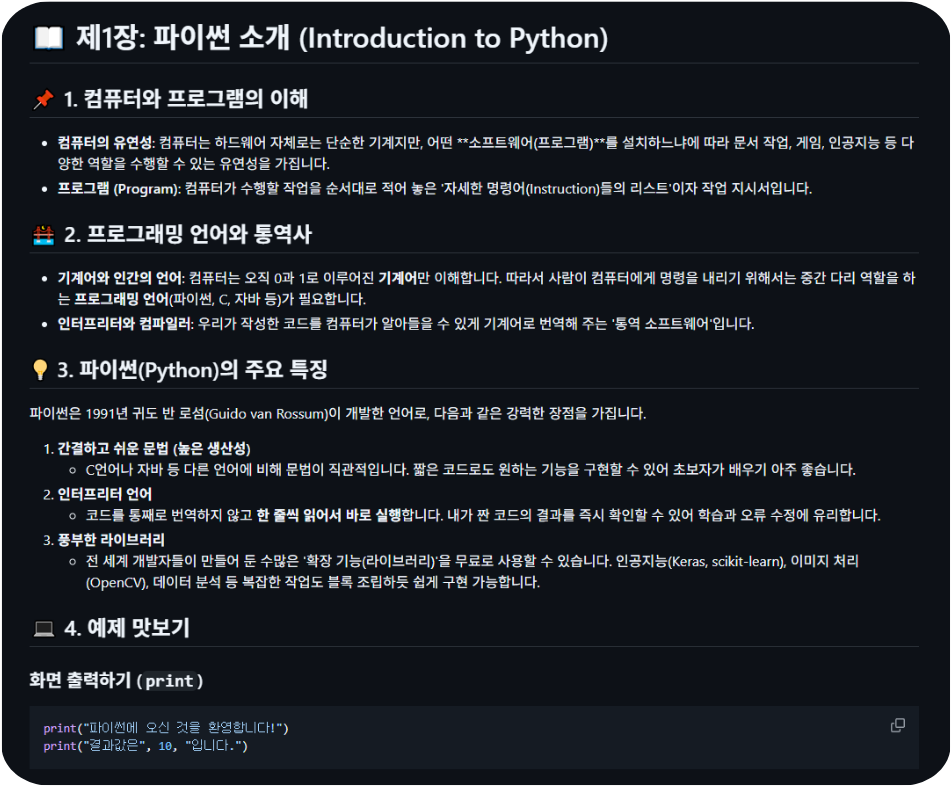 제1장: 파이썬 소개 (Introduction to Python)
1. 컴퓨터와 프로그램의 이해
컴퓨터의 유연성: 컴퓨터는 하드웨어 자체로는 단순한 기계지만, 어떤 **소프트웨어(프로그램)**를 설치하느냐에 따라 문서 작업, 게임, 인공지능 등 다
양한 역할을 수행할 수 있는 유연성을 가집니다.
프로그램 (Program): 컴퓨터가 수행할 작업을 순서대로 적어 놓은 '자세한 명령어(Instruction)들의 리스트'이자 작업 지시서입니다.
2. 프로그래밍 언어와 통역사
기계어와 인간의 언어: 컴퓨터는 오직 0과 1로 이루어진 기계어만 이해합니다. 따라서 사람이 컴퓨터에게 명령을 내리기 위해서는 중간 다리 역할을 하
는 프로그래밍 언어(파이썬, C, 자바 등)가 필요합니다.
인터프리터와 컴파일러: 우리가 작성한 코드를 컴퓨터가 알아들을 수 있게 기계어로 번역해 주는 '통역 소프트웨어'입니다.
3. 파이썬(Python)의 주요 특징
파이썬은 1991년 귀도 반 로섬(Guido van Rossum)이 개발한 언어로, 다음과 같은 강력한 장점을 가집니다.
1. 간결하고 쉬운 문법 (높은 생산성)
C언어나 자바 등 다른 언어에 비해 문법이 직관적입니다. 짧은 코드로도 원하는 기능을 구현할 수 있어 초보자가 배우기 아주 좋습니다.
2. 인터프리터 언어
코드를 통째로 번역하지 않고 한 줄씩 읽어서 바로 실행합니다. 내가 짠 코드의 결과를 즉시 확인할 수 있어 학습과 오류 수정에 유리합니다.
3. 풍부한 라이브러리
전 세계 개발자들이 만들어 둔 수많은 '확장 기능(라이브러리)'을 무료로 사용할 수 있습니다. 인공지능(Keras, scikit-learn), 이미지 처리
(OpenCV), 데이터 분석 등 복잡한 작업도 블록 조립하듯 쉽게 구현 가능합니다.
4. 예제 맛보기
화면 출력하기 (print)
print("파이썬에 오신 것을 환영합니다!")
print("결과값은", 10, "입니다.")